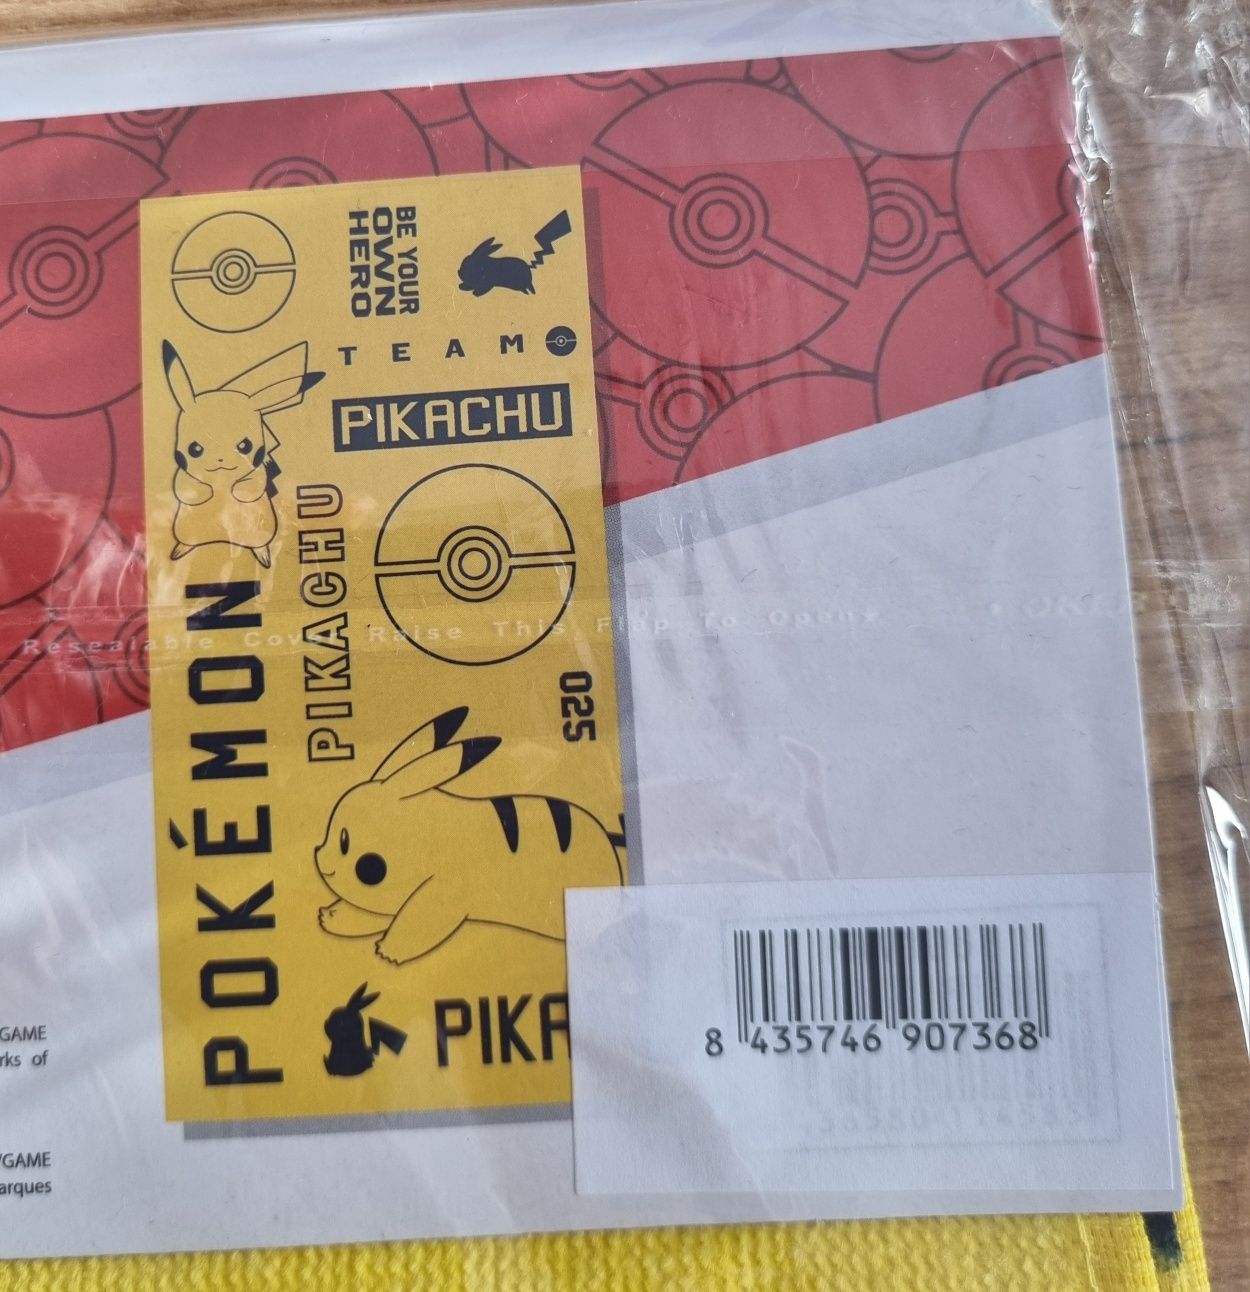 BE YOUR
OWN
HERO
TEAM
PIKACHU
PIKACHU
POKÉMON
025
PIKA
Resealable Cover Raise This Flap To Open
GAME
rks of
/GAME
arques
8 435746 907368